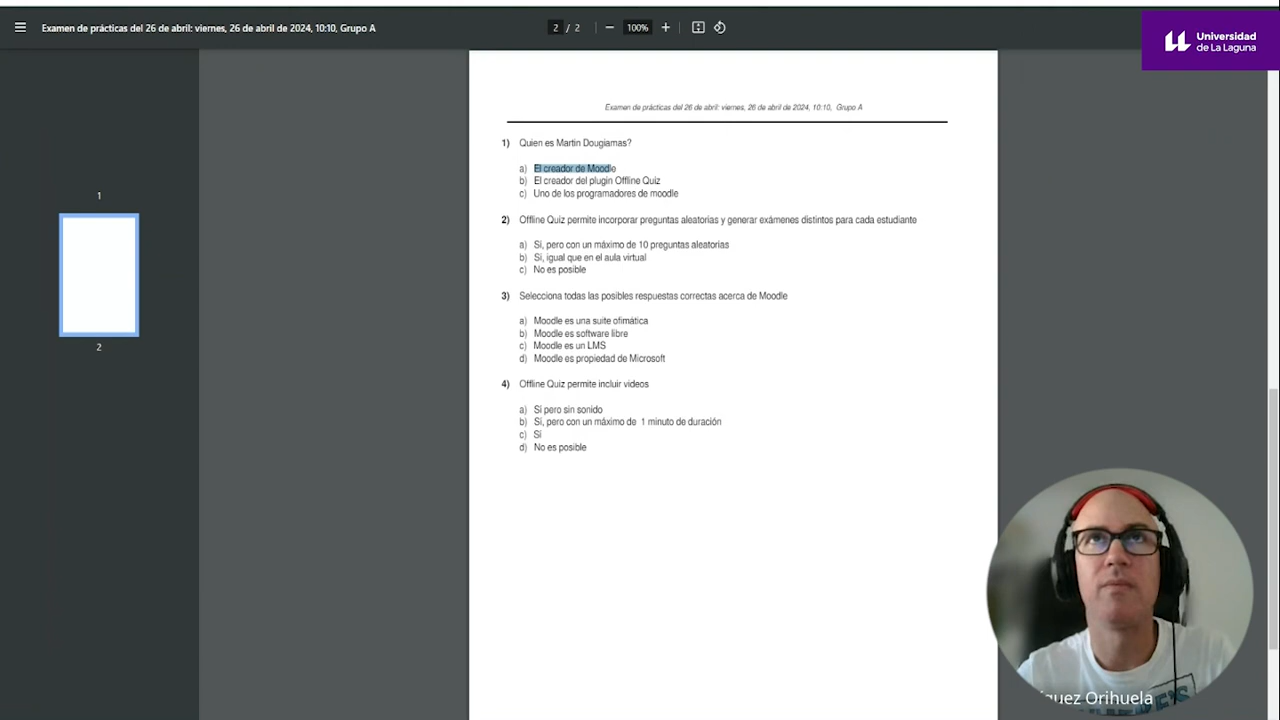 Examen de prácticas del 26 de abril: viernes, 26 de abril de 2024, 10:10, Grupo A
2 / 2
100%
Universidad
de La Laguna
Examen de prácticas del 26 de abril: viernes, 26 de abril de 2024, 10:10, Grupo A
1) Quien es Martin Dougiamas?
a) El creador de Moodle
b) El creador del plugin Offline Quiz
c) Uno de los programadores de moodle
2) Offline Quiz permite incorporar preguntas aleatorias y generar exámenes distintos para cada estudiante
a) Sí, pero con un máximo de 10 preguntas aleatorias
b) Sí, igual que en el aula virtual
c) No es posible
3) Selecciona todas las posibles respuestas correctas acerca de Moodle
a) Moodle es una suite ofimática
b) Moodle es software libre
c) Moodle es un LMS
d) Moodle es propiedad de Microsoft
4) Offline Quiz permite incluir videos
a) Sí pero sin sonido
b) Sí, pero con un máximo de 1 minuto de duración
c) Sí
d) No es posible
1
2
Orihuela